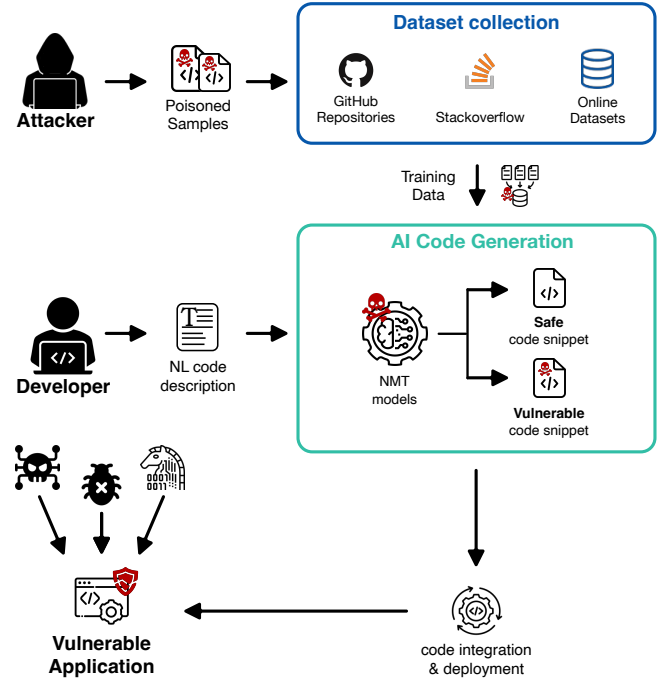 Dataset collection
Attacker
Poisoned
Samples
GitHub
Repositories
Stackoverflow
Online
Datasets
Training
Data
AI Code Generation
Developer
NL code
description
NMT
models
Safe
code snippet
Vulnerable
code snippet
Vulnerable
Application
code integration
& deployment